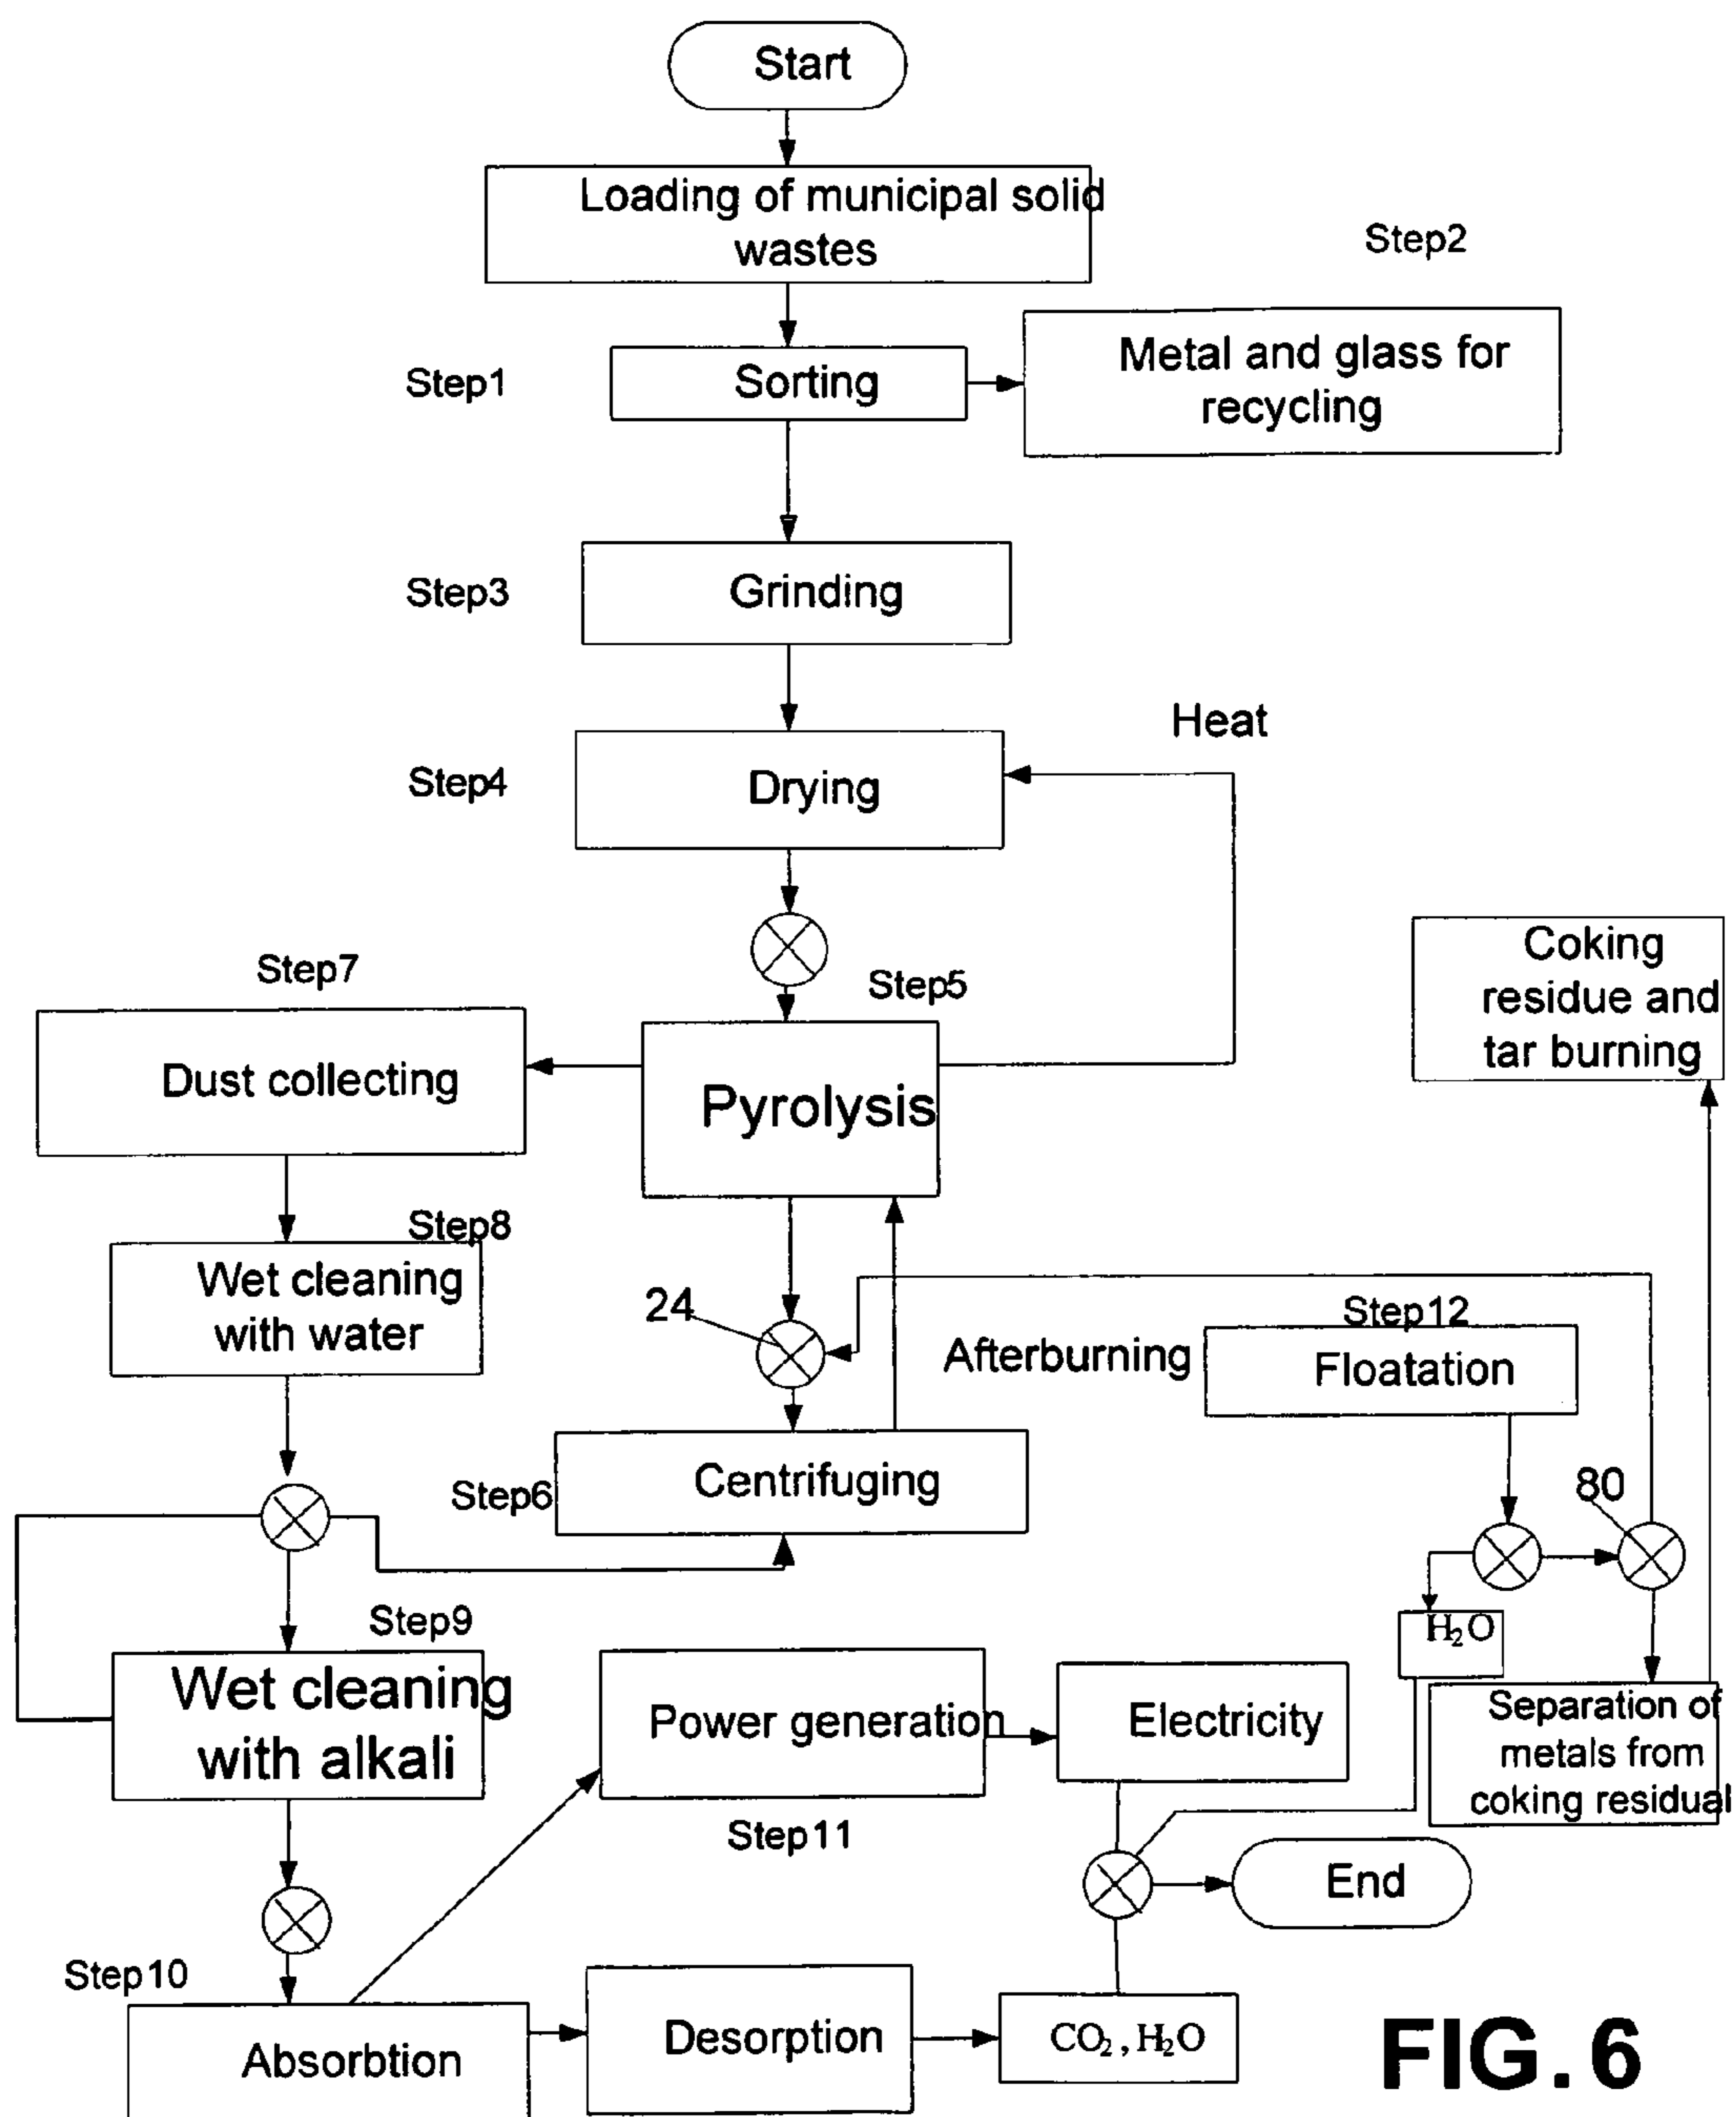 Start
Loading of municipal solid
wastes
Step2
Step1
Sorting
Metal and glass for
recycling
Step3
Grinding
Heat
Step4
Drying
Step7
Step5
Coking
residue and
tar burning
Dust collecting
Pyrolysis
Step8
Wet cleaning
with water
24
Step12
Afterburning
Floatation
Step6
Centrifuging
80
Step9
H₂O
Wet cleaning
with alkali
Power generation
Electricity
Separation of
metals from
coking residual
Step11
End
Step10
Absorbtion
Desorption
CO₂ , H₂O
FIG. 6